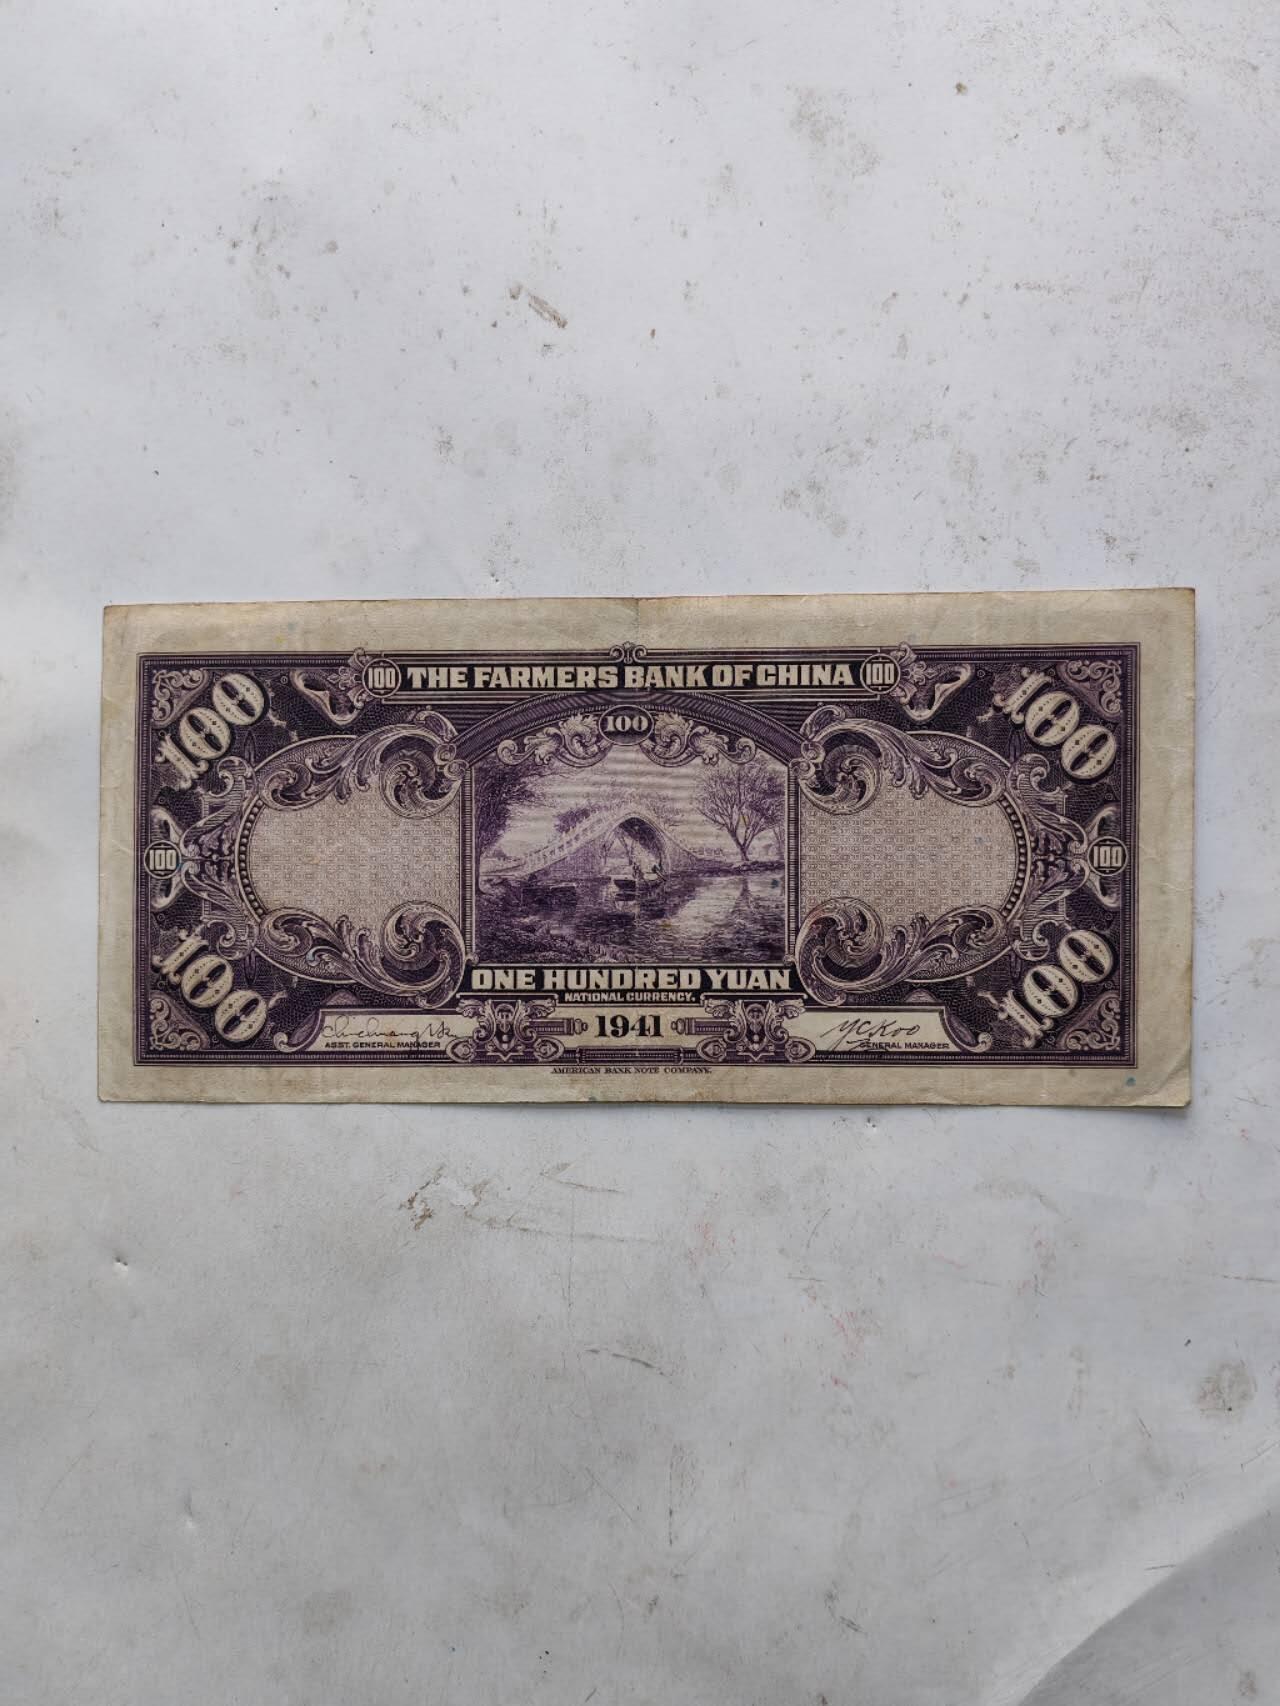 100 THE FARMERS BANK OF CHINA 100
100 100
100
100 100
100 100
ONE HUNDRED YUAN
NATIONAL CURRENCY.
1941
Y C Koo
ASST. GENERAL MANAGER
GENERAL MANAGER
AMERICAN BANK NOTE COMPANY.